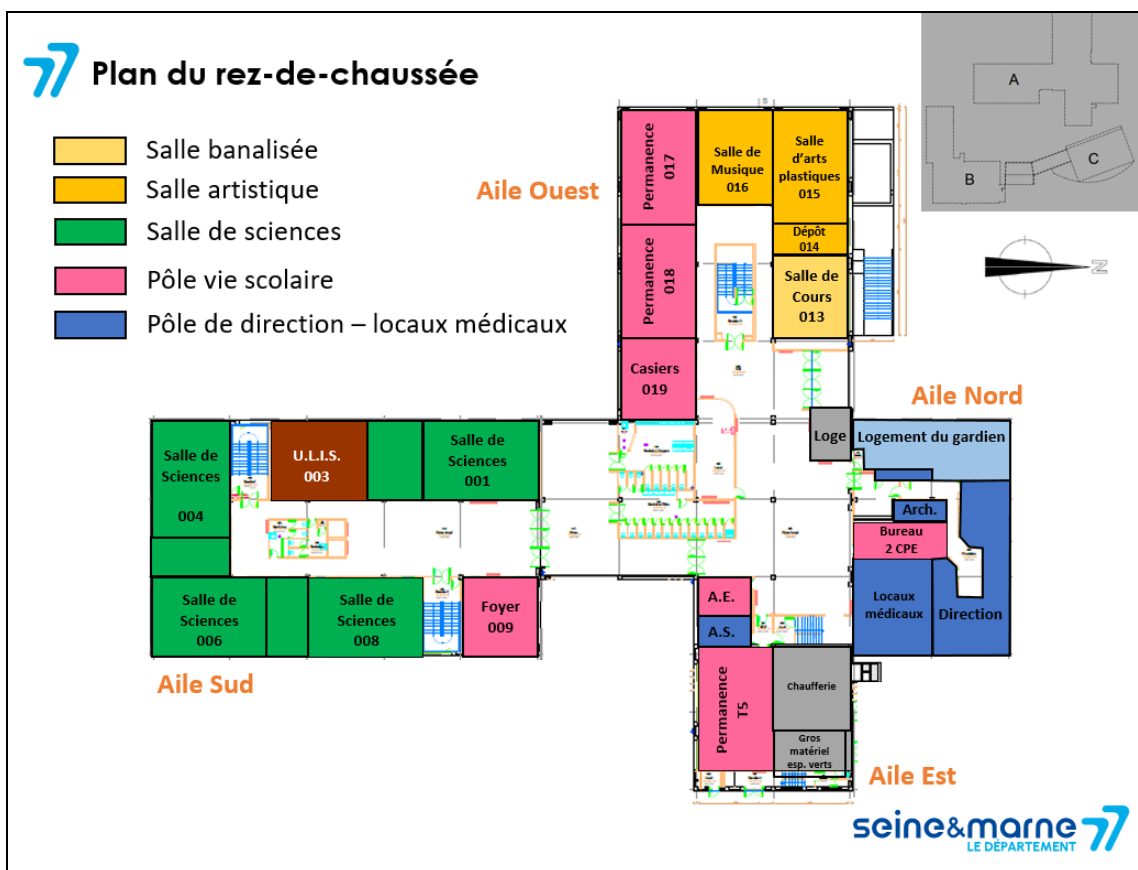 77 Plan du rez-de-chaussée
Salle banalisée
Salle artistique
Salle de sciences
Pôle vie scolaire
Pôle de direction – locaux médicaux
A
B
C
N
Aile Ouest
Permanence
017
Salle de
Musique
016
Salle
d'arts
plastiques
015
Dépôt
014
Permanence
018
Salle de
Cours
013
Casiers
019
Aile Nord
Loge
Logement du gardien
Arch.
Bureau
2 CPE
Locaux
médicaux
Direction
Salle de
Sciences
004
U.L.I.S.
003
Salle de
Sciences
001
Salle de
Sciences
006
Salle de
Sciences
008
Foyer
009
Aile Sud
A.E.
A.S.
Permanence
T5
Chaufferie
Gros
matériel
esp. verts
Aile Est
seine&marne 77
LE DÉPARTEMENT